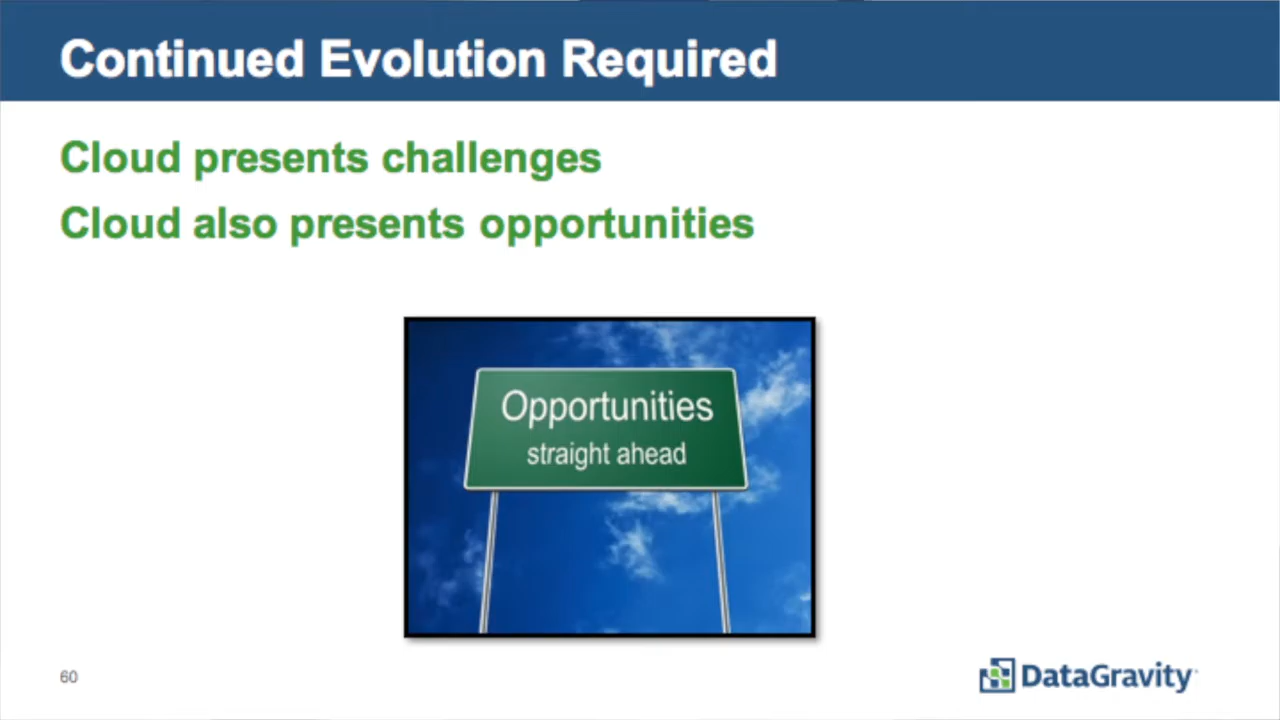 Continued Evolution Required
Cloud presents challenges
Cloud also presents opportunities
Opportunities
straight ahead
60
DataGravity